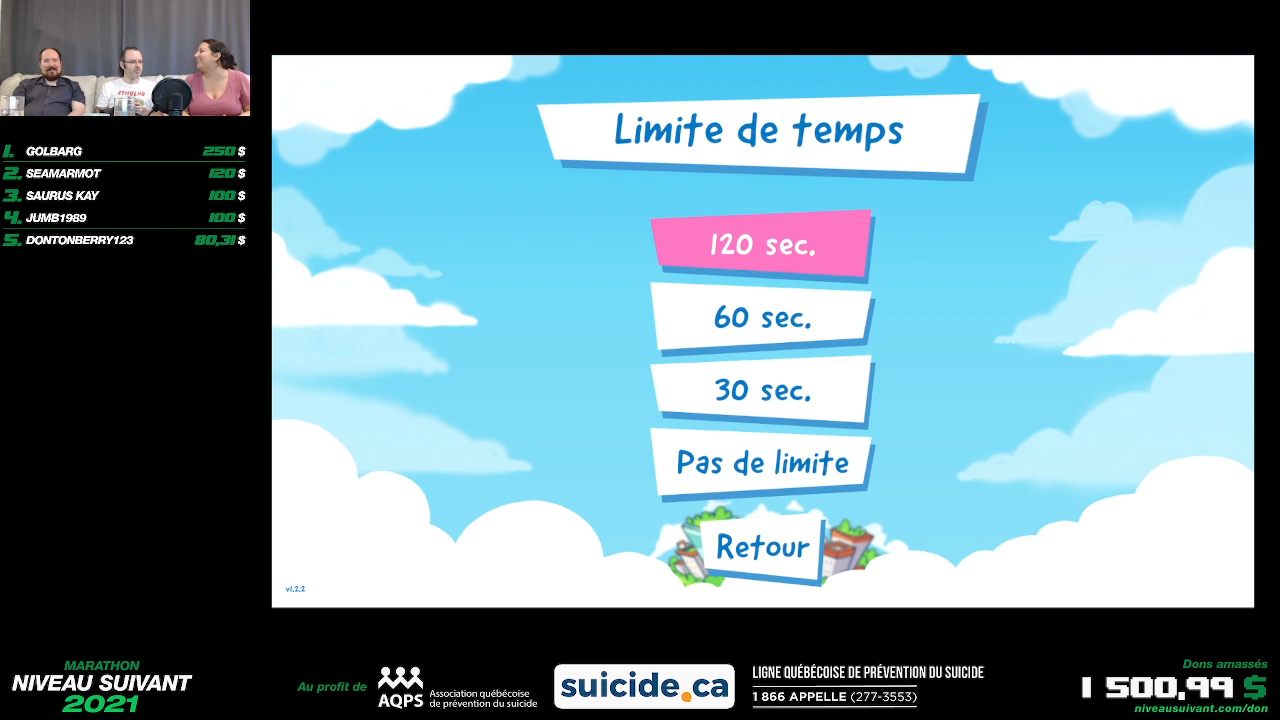 1. GOLBARG 250 $
2. SEAMARMOT 120 $
3. SAURUS KAY 100 $
4. JUMB1989 100 $
5. DONTONBERRY123 80,31 $
Limite de temps
120 sec.
60 sec.
30 sec.
Pas de limite
Retour
v1.2.2
MARATHON
NIVEAU SUIVANT
2021
Au profit de
AQPS
Association québécoise
de prévention du suicide
suicide.ca
LIGNE QUÉBÉCOISE DE PRÉVENTION DU SUICIDE
1 866 APPELLE (277-3553)
Dons amassés
1 500,99 $
niveausuivant.com/don